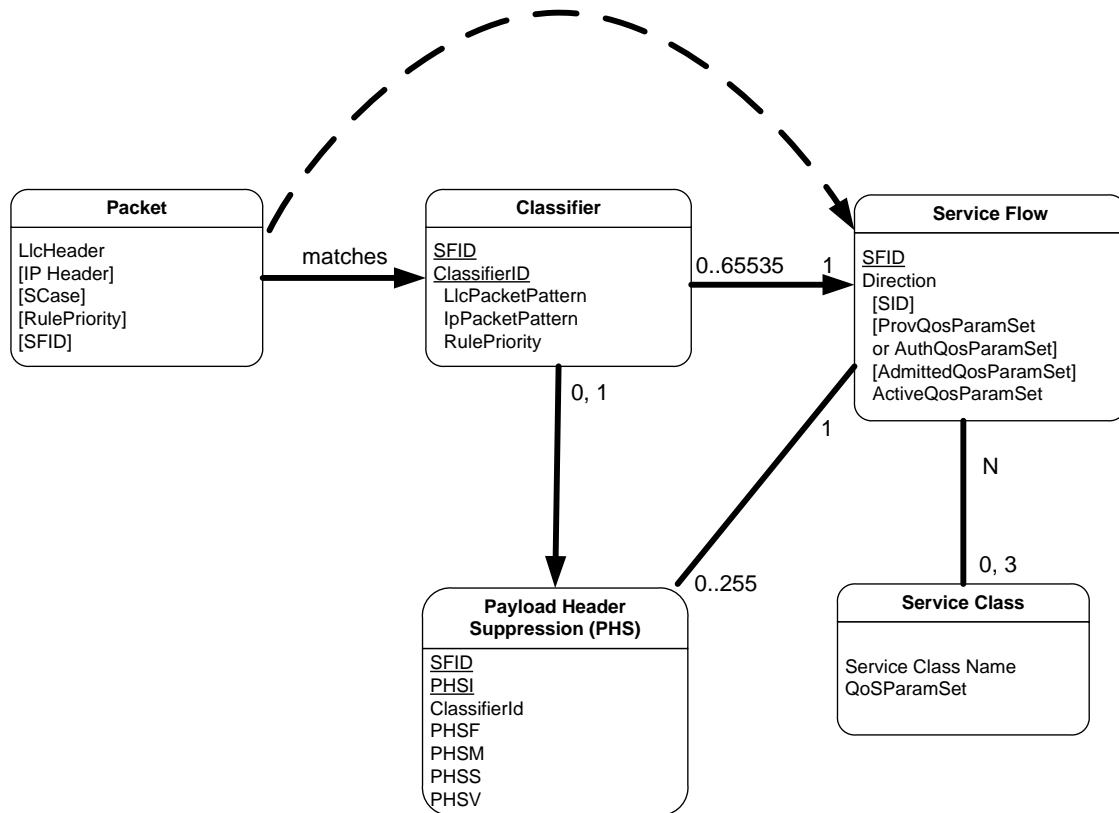 Packet
LlcHeader
[IP Header]
[SCase]
[RulePriority]
[SFID]
matches
Classifier
SFID
ClassifierID
LlcPacketPattern
IpPacketPattern
RulePriority
0..65535
1
Service Flow
SFID
Direction
[SID]
[ProvQosParamSet
or AuthQosParamSet]
[AdmittedQosParamSet]
ActiveQosParamSet
0, 1
1
N
0..255
0, 3
Payload Header
Suppression (PHS)
SFID
PHSI
ClassifierId
PHSF
PHSM
PHSS
PHSV
Service Class
Service Class Name
QoSParamSet